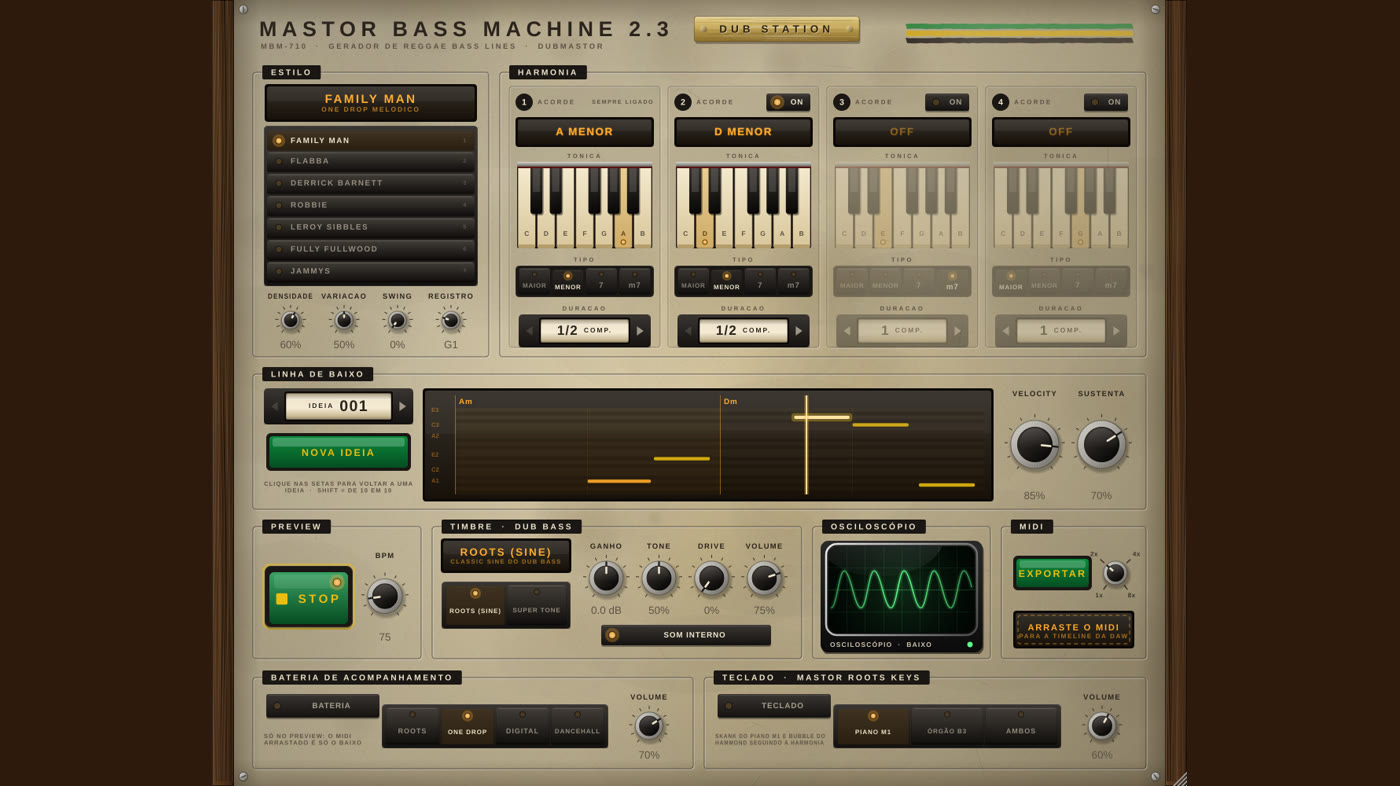 MASTOR BASS MACHINE 2.3
MBM-710 · GERADOR DE REGGAE BASS LINES · DUBMASTOR
DUB STATION
ESTILO
FAMILY MAN
ONE DROP MELODICO
FAMILY MAN 1
FLABBA 2
DERRICK BARNETT 3
ROBBIE 4
LEROY SIBBLES 5
FULLY FULLWOOD 6
JAMMYS 7
DENSIDADE VARIACAO SWING REGISTRO
60% 50% 0% G1
HARMONIA
1 ACORDE SEMPRE LIGADO
A MENOR
TONICA
C D E F G A B
TIPO
MAIOR MENOR 7 m7
DURACAO
1/2 COMP.
2 ACORDE ON
D MENOR
TONICA
C D E F G A B
TIPO
MAIOR MENOR 7 m7
DURACAO
1/2 COMP.
3 ACORDE ON
OFF
TONICA
C D E F G A B
TIPO
MAIOR MENOR 7 m7
DURACAO
1 COMP.
4 ACORDE ON
OFF
TONICA
C D E F G A B
TIPO
MAIOR MENOR 7 m7
DURACAO
1 COMP.
LINHA DE BAIXO
IDEIA 001
NOVA IDEIA
CLIQUE NAS SETAS PARA VOLTAR A UMA
IDEIA · SHIFT = DE 10 EM 10
Am Dm
E3
C3
A2
E2
C2
A1
VELOCITY SUSTENTA
85% 70%
PREVIEW
STOP
BPM
75
TIMBRE · DUB BASS
ROOTS (SINE)
CLASSIC SINE DO DUB BASS
ROOTS (SINE) SUPER TONE
GANHO TONE DRIVE VOLUME
0.0 dB 50% 0% 75%
SOM INTERNO
OSCILOSCÓPIO
OSCILOSCÓPIO · BAIXO
MIDI
EXPORTAR
2x 4x
1x 8x
ARRASTE O MIDI
PARA A TIMELINE DA DAW
BATERIA DE ACOMPANHAMENTO
BATERIA
SÓ NO PREVIEW: O MIDI
ARRASTADO É SÓ O BAIXO
ROOTS ONE DROP DIGITAL DANCEHALL
VOLUME
70%
TECLADO · MASTOR ROOTS KEYS
TECLADO
SKANK DO PIANO M1 E BUBBLE DO
HAMMOND SEGUINDO A HARMONIA
PIANO M1 ÓRGÃO B3 AMBOS
VOLUME
60%